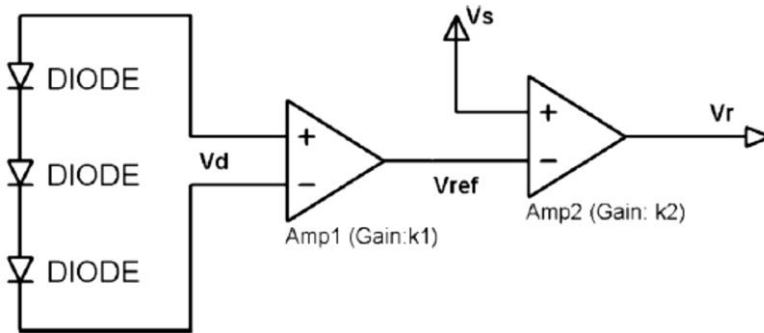 Vs
DIODE
+
Vr
Vd
+
−
DIODE
−
Vref
Amp2 (Gain: k2)
Amp1 (Gain:k1)
DIODE